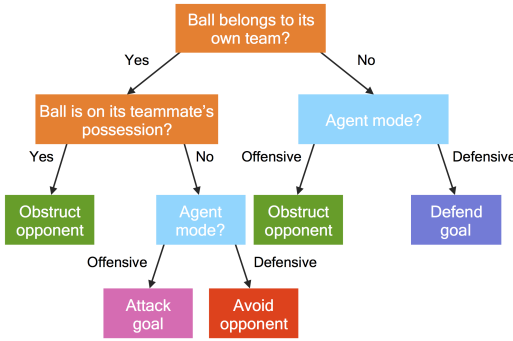 Ball belongs to its
own team?
Yes
No
Ball is on its teammate's
possession?
Agent mode?
Yes
No
Offensive
Defensive
Obstruct
opponent
Agent
mode?
Obstruct
opponent
Defend
goal
Offensive
Defensive
Attack
goal
Avoid
opponent